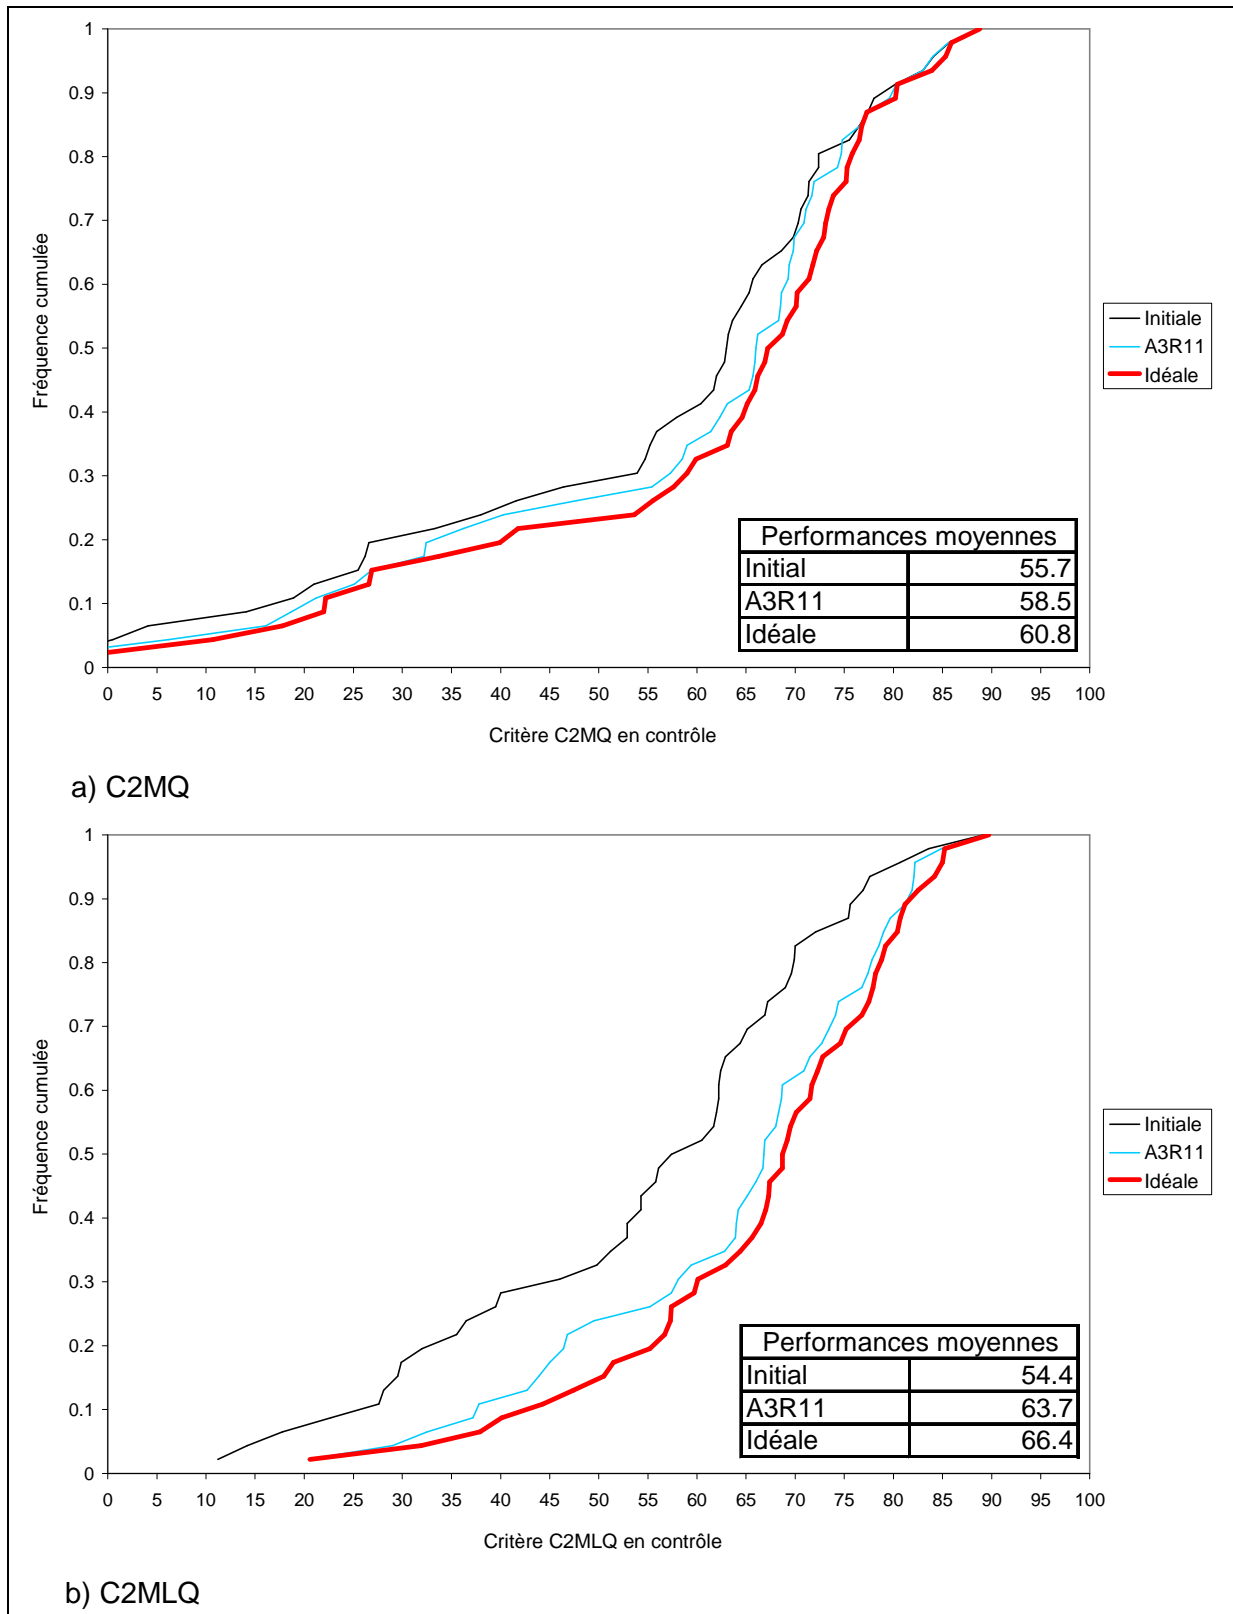 1
0.9
0.8
0.7
0.6
0.5
0.4
0.3
0.2
0.1
0
Fréquence cumulée
0 5 10 15 20 25 30 35 40 45 50 55 60 65 70 75 80 85 90 95 100
Critère C2MQ en contrôle
Initiale
A3R11
Idéale
Performances moyennes
Initial 55.7
A3R11 58.5
Idéale 60.8
a) C2MQ
1
0.9
0.8
0.7
0.6
0.5
0.4
0.3
0.2
0.1
0
Fréquence cumulée
0 5 10 15 20 25 30 35 40 45 50 55 60 65 70 75 80 85 90 95 100
Critère C2MLQ en contrôle
Initiale
A3R11
Idéale
Performances moyennes
Initial 54.4
A3R11 63.7
Idéale 66.4
b) C2MLQ